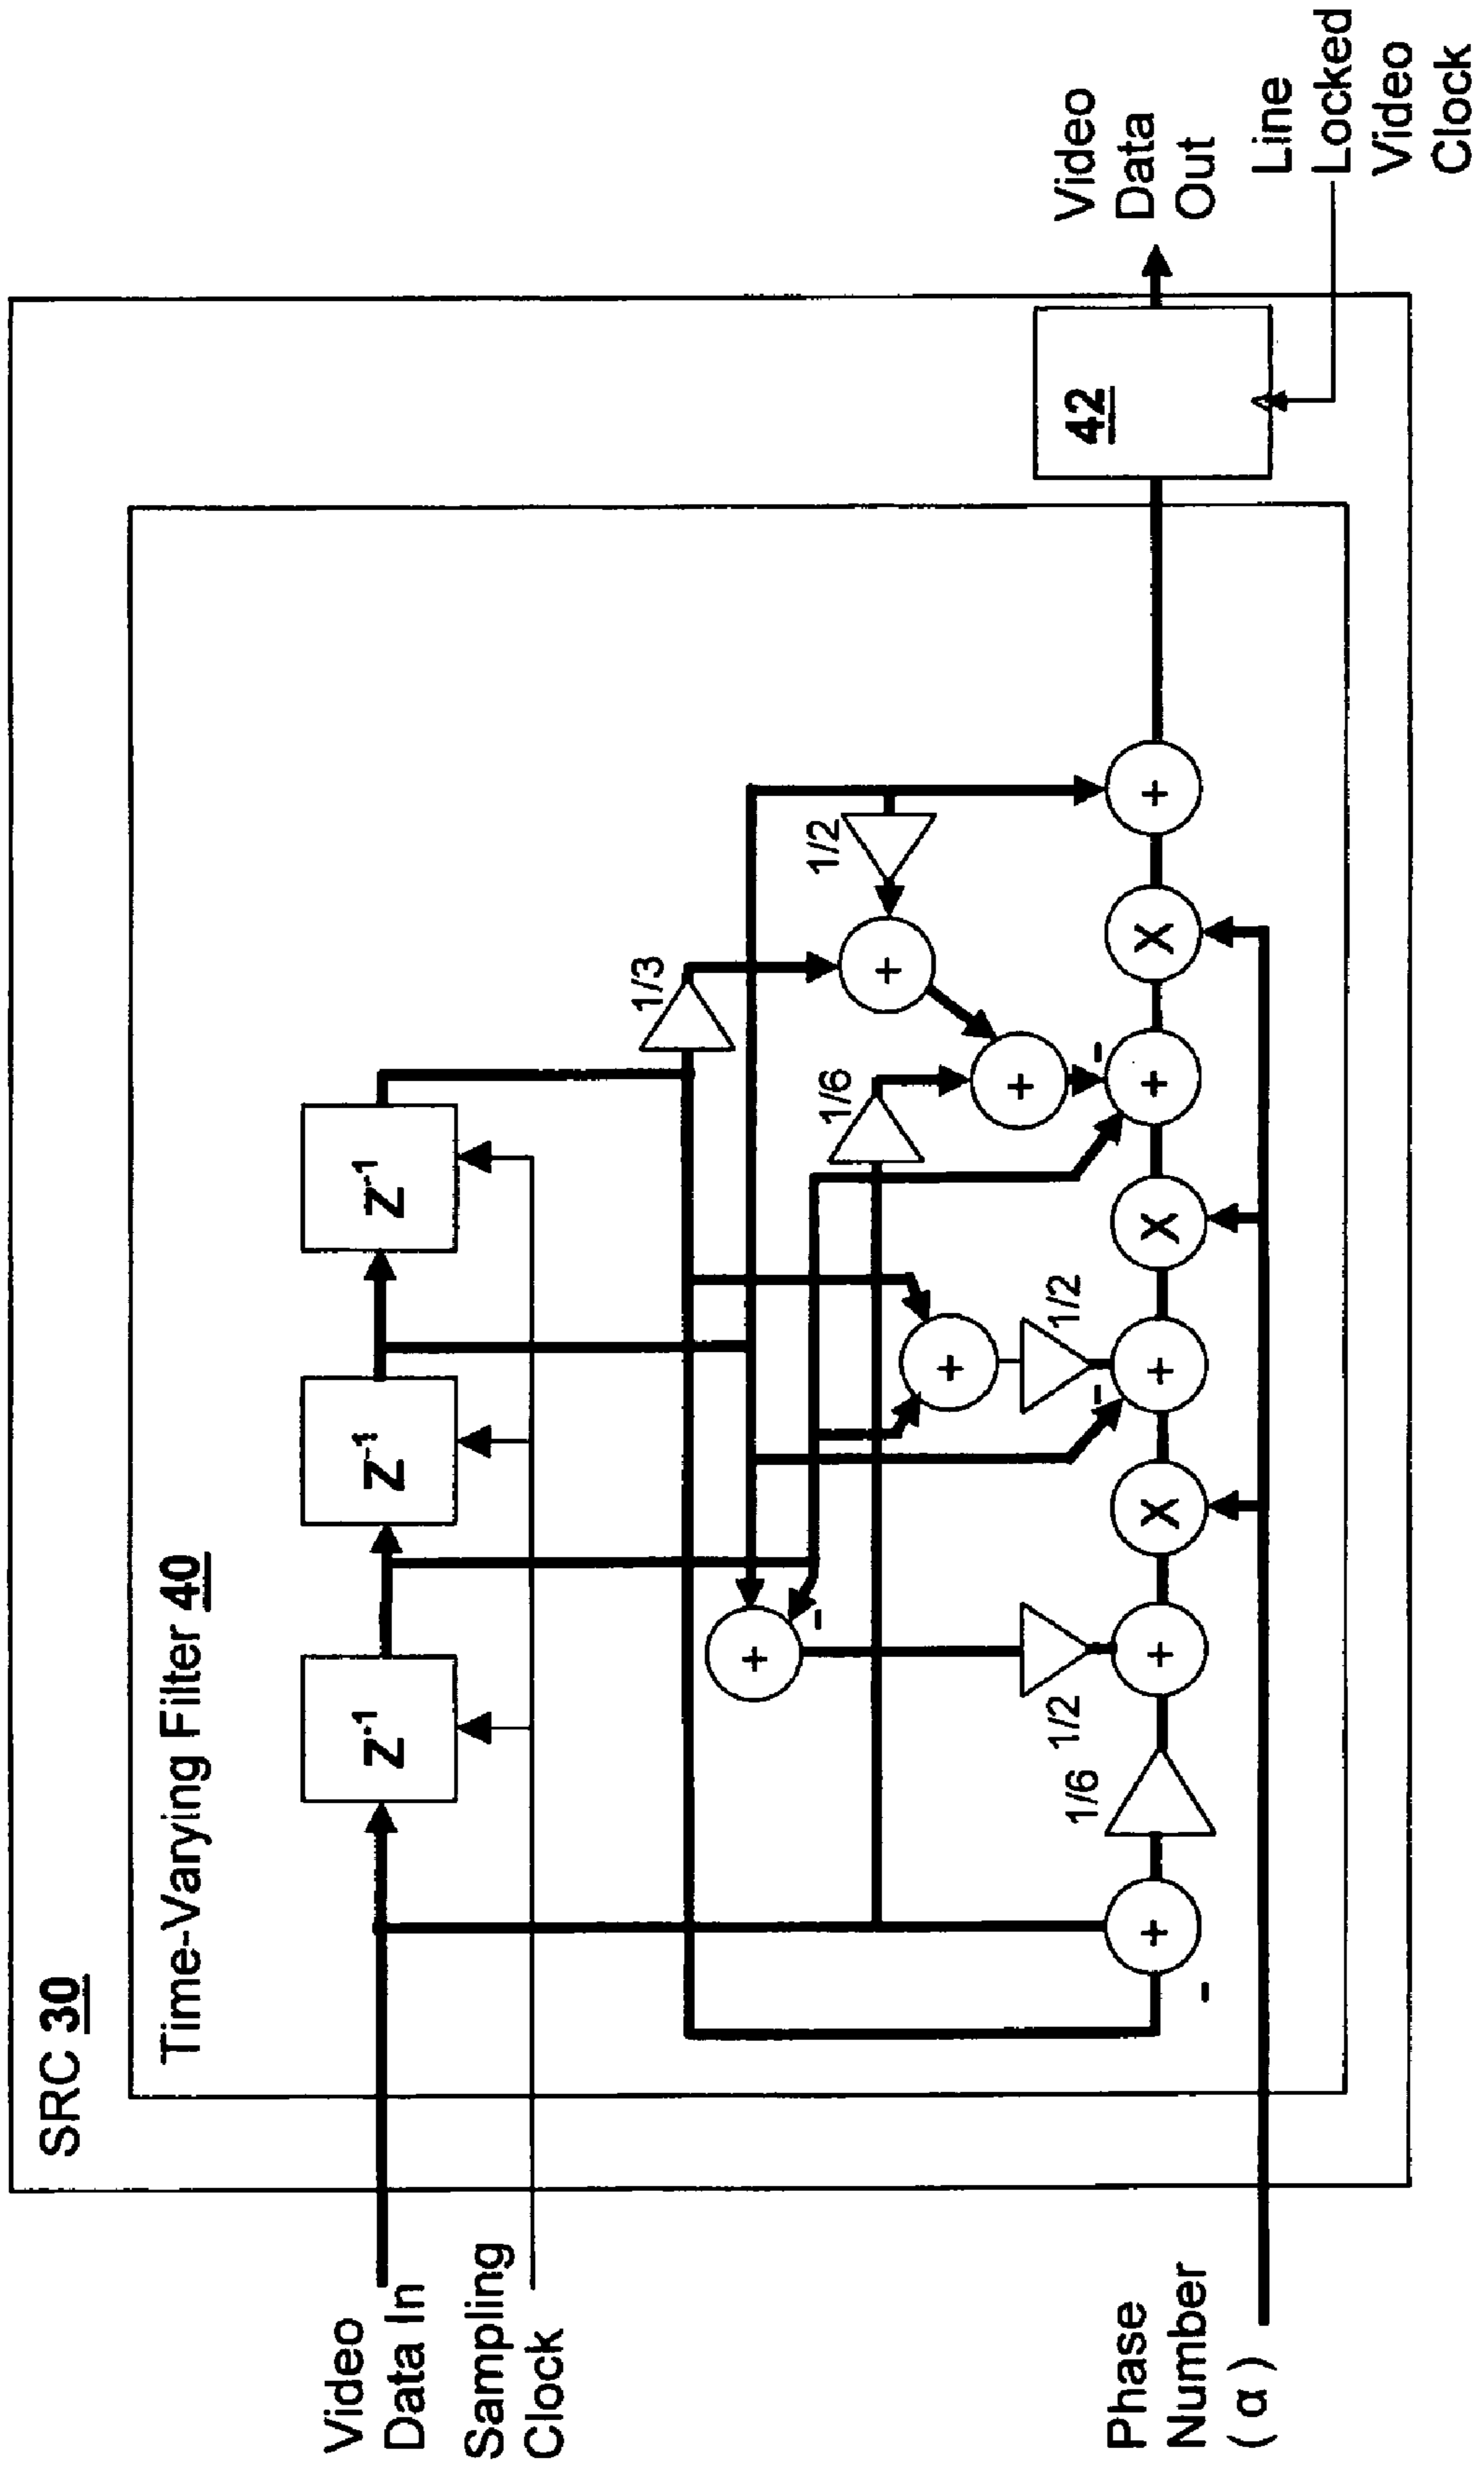 SRC 30
Time-Varying Filter 40
Video
Data In
Sampling
Clock
Phase
Number
( α )
Z-1
Z-1
Z-1
+
-
1/3
1/2
+
1/6
+
+
1/2
1/2
-
-
-
+
1/6
+
X
+
X
+
X
+
42
Video
Data
Out
Line
Locked
Video
Clock